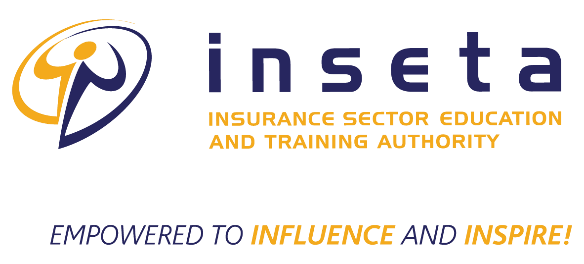 inseta
INSURANCE SECTOR EDUCATION
AND TRAINING AUTHORITY
EMPOWERED TO INFLUENCE AND INSPIRE!